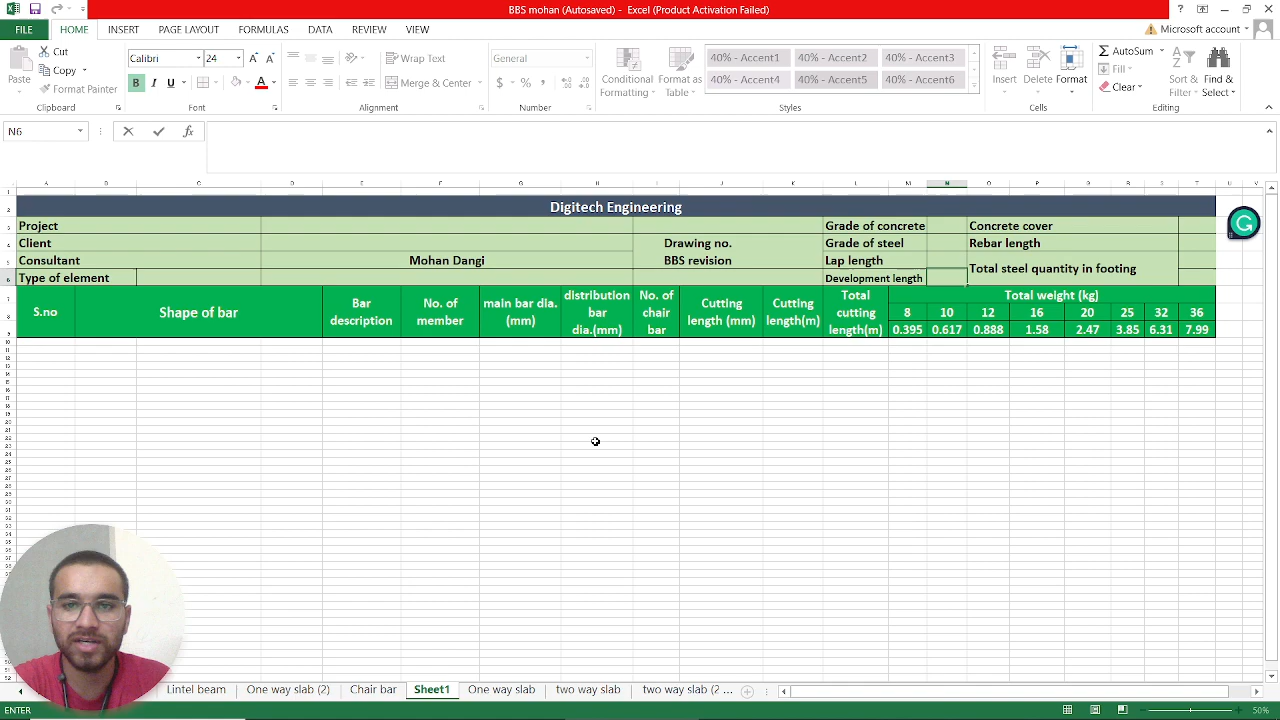 BBS mohan (Autosaved) - Excel (Product Activation Failed)
FILE HOME INSERT PAGE LAYOUT FORMULAS DATA REVIEW VIEW Microsoft account
Paste Cut Copy Format Painter
Calibri 24 B I U A
Wrap Text Merge & Center
General $ % ,
Conditional Formatting Format as Table
40% - Accent1 40% - Accent2 40% - Accent3
40% - Accent4 40% - Accent5 40% - Accent6
Insert Delete Format
AutoSum Fill Clear Sort & Filter Find & Select
Clipboard Font Alignment Number Styles Cells Editing
N6 fx
A B C D E F G H I J K L M N O P Q R S T U V
Digitech Engineering
Project Grade of concrete Concrete cover
Client Drawing no. Grade of steel Rebar length
Consultant Mohan Dangi BBS revision Lap length
Type of element Development length Total steel quantity in footing
S.no
Shape of bar
Bar description
No. of member
main bar dia. (mm)
distribution bar dia.(mm)
No. of chair bar
Cutting length (mm)
Cutting length(m)
Total cutting length(m)
Total weight (kg)
8 10 12 16 20 25 32 36
0.395 0.617 0.888 1.58 2.47 3.85 6.31 7.99
Lintel beam One way slab (2) Chair bar Sheet1 One way slab two way slab two way slab (2 ...
ENTER 50%